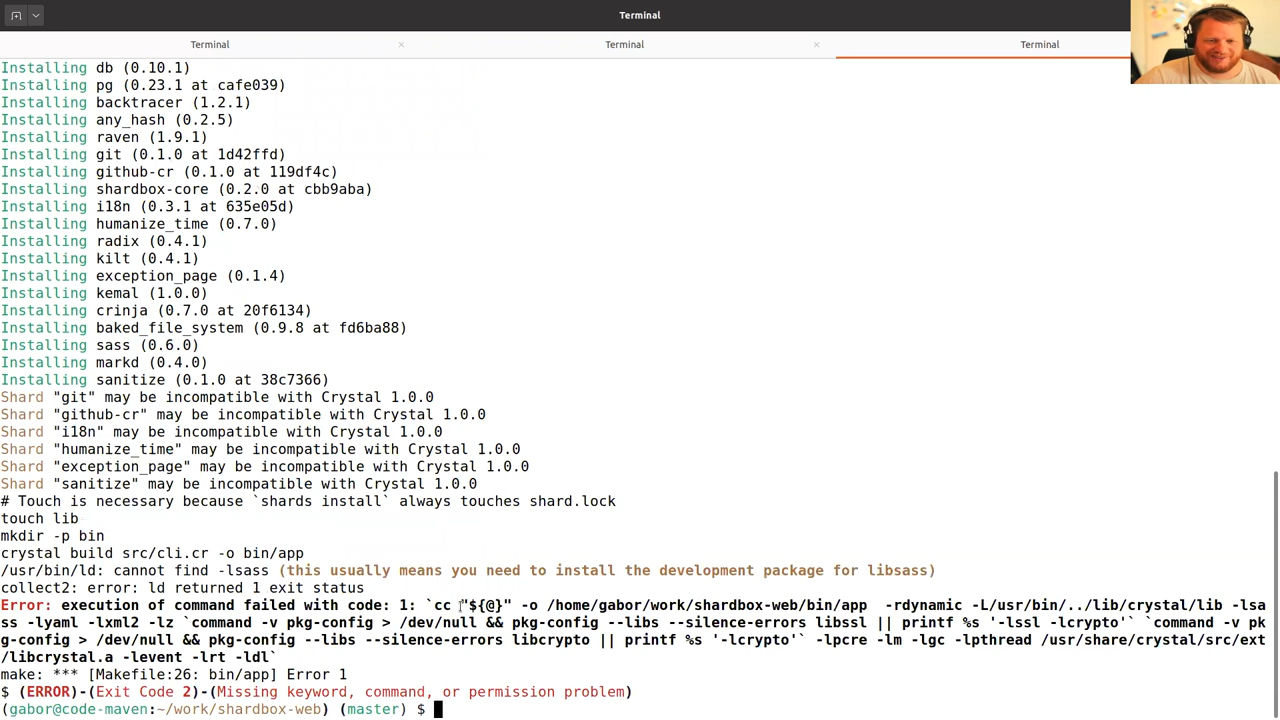 Terminal
Terminal
Terminal
Terminal
Installing db (0.10.1)
Installing pg (0.23.1 at cafe039)
Installing backtracer (1.2.1)
Installing any_hash (0.2.5)
Installing raven (1.9.1)
Installing git (0.1.0 at 1d42ffd)
Installing github-cr (0.1.0 at 119df4c)
Installing shardbox-core (0.2.0 at cbb9aba)
Installing i18n (0.3.1 at 635e05d)
Installing humanize_time (0.7.0)
Installing radix (0.4.1)
Installing kilt (0.4.1)
Installing exception_page (0.1.4)
Installing kemal (1.0.0)
Installing crinja (0.7.0 at 20f6134)
Installing baked_file_system (0.9.8 at fd6ba88)
Installing sass (0.6.0)
Installing markd (0.4.0)
Installing sanitize (0.1.0 at 38c7366)
Shard "git" may be incompatible with Crystal 1.0.0
Shard "github-cr" may be incompatible with Crystal 1.0.0
Shard "i18n" may be incompatible with Crystal 1.0.0
Shard "humanize_time" may be incompatible with Crystal 1.0.0
Shard "exception_page" may be incompatible with Crystal 1.0.0
Shard "sanitize" may be incompatible with Crystal 1.0.0
# Touch is necessary because `shards install` always touches shard.lock
touch lib
mkdir -p bin
crystal build src/cli.cr -o bin/app
/usr/bin/ld: cannot find -lsass (this usually means you need to install the development package for libsass)
collect2: error: ld returned 1 exit status
Error: execution of command failed with code: 1: `cc "${@}" -o /home/gabor/work/shardbox-web/bin/app  -rdynamic -L/usr/bin/../lib/crystal/lib -lsa
ss -lyaml -lxml2 -lz `command -v pkg-config > /dev/null && pkg-config --libs --silence-errors libssl || printf %s '-lssl -lcrypto'` `command -v pk
g-config > /dev/null && pkg-config --libs --silence-errors libcrypto || printf %s '-lcrypto'` -lpcre -lm -lgc -lpthread /usr/share/crystal/src/ext
/libcrystal.a -levent -lrt -ldl`
make: *** [Makefile:26: bin/app] Error 1
$ (ERROR)-(Exit Code 2)-(Missing keyword, command, or permission problem)
(gabor@code-maven:~/work/shardbox-web) (master) $